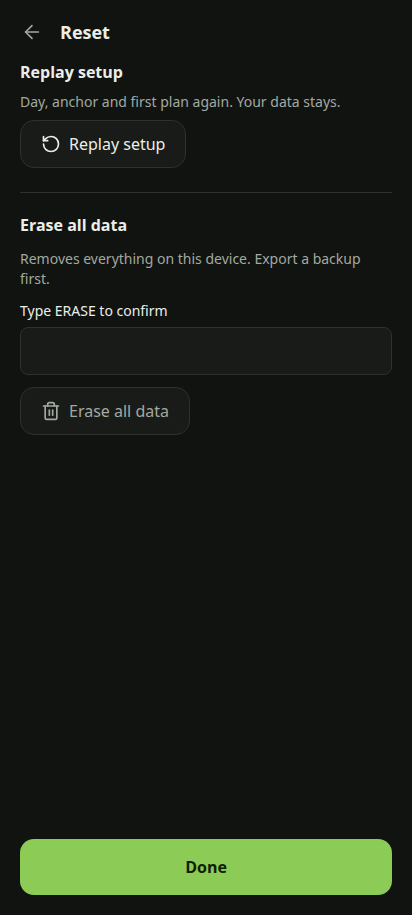 Reset
Replay setup
Day, anchor and first plan again. Your data stays.
Replay setup
Erase all data
Removes everything on this device. Export a backup
first.
Type ERASE to confirm
Erase all data
Done